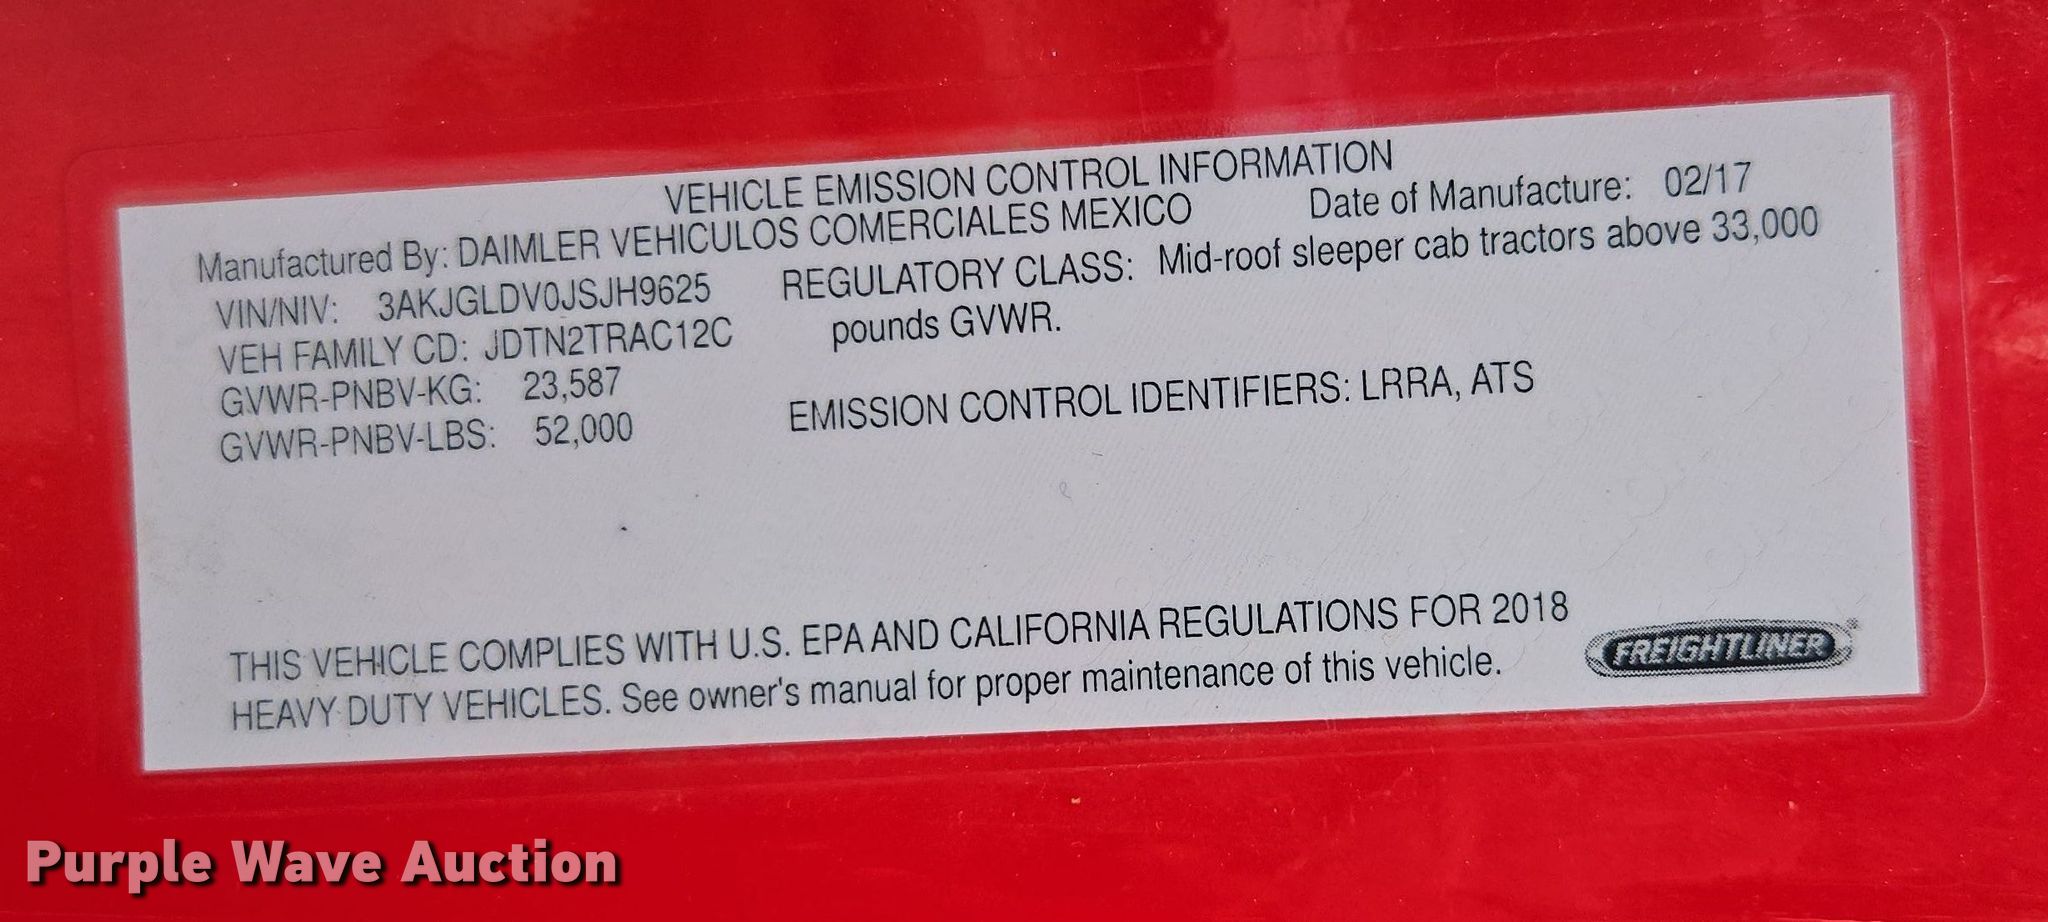 VEHICLE EMISSION CONTROL INFORMATION
Manufactured By: DAIMLER VEHICULOS COMERCIALES MEXICO Date of Manufacture: 02/17
VIN/NIV: 3AKJGLDV0JSJH9625 REGULATORY CLASS: Mid-roof sleeper cab tractors above 33,000
VEH FAMILY CD: JDTN2TRAC12C pounds GVWR.
GVWR-PNBV-KG: 23,587
GVWR-PNBV-LBS: 52,000 EMISSION CONTROL IDENTIFIERS: LRRA, ATS
THIS VEHICLE COMPLIES WITH U.S. EPA AND CALIFORNIA REGULATIONS FOR 2018
HEAVY DUTY VEHICLES. See owner's manual for proper maintenance of this vehicle.
FREIGHTLINER
Purple Wave Auction